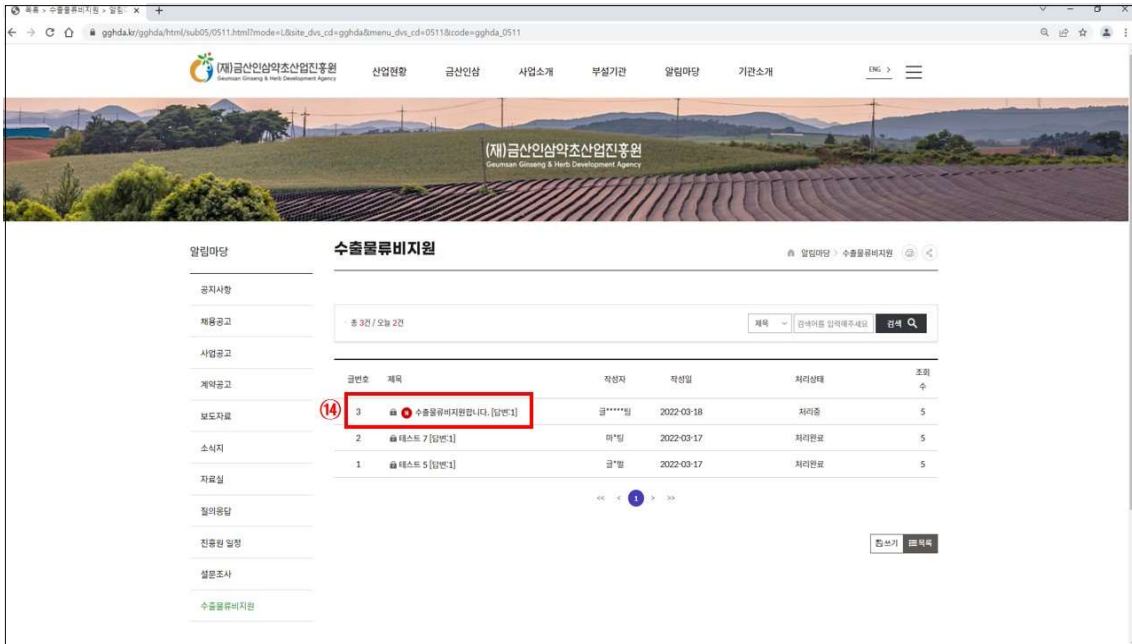 목록 > 수출물류비지원 > 알림
gghda.kr/gghda/html/sub05/0511.html?mode=L&site_dvs_cd=gghda&menu_dvs_cd=0511&code=gghda_0511
(재)금산인삼약초산업진흥원
Geumsan Ginseng & Herb Development Agency
산업현황 금산인삼 사업소개 부설기관 알림마당 기관소개 ENG >
(재)금산인삼약초산업진흥원
Geumsan Ginseng & Herb Development Agency
알림마당
수출물류비지원
알림마당 > 수출물류비지원
공지사항
채용공고
사업공고
계약공고
보도자료
소식지
자료실
질의응답
진흥원 일정
설문조사
수출물류비지원
총 3건 / 오늘 2건
제목 검색어를 입력해주세요 검색
글번호 제목 작성자 작성일 처리상태 조회수
⑭
3 수출물류비지원합니다. [답변:1] 글*****팀 2022-03-18 처리중 5
2 테스트 7 [답변:1] 마*팅 2022-03-17 처리완료 5
1 테스트 5 [답변:1] 글*벌 2022-03-17 처리완료 5
<< < 1 > >>
쓰기 목록